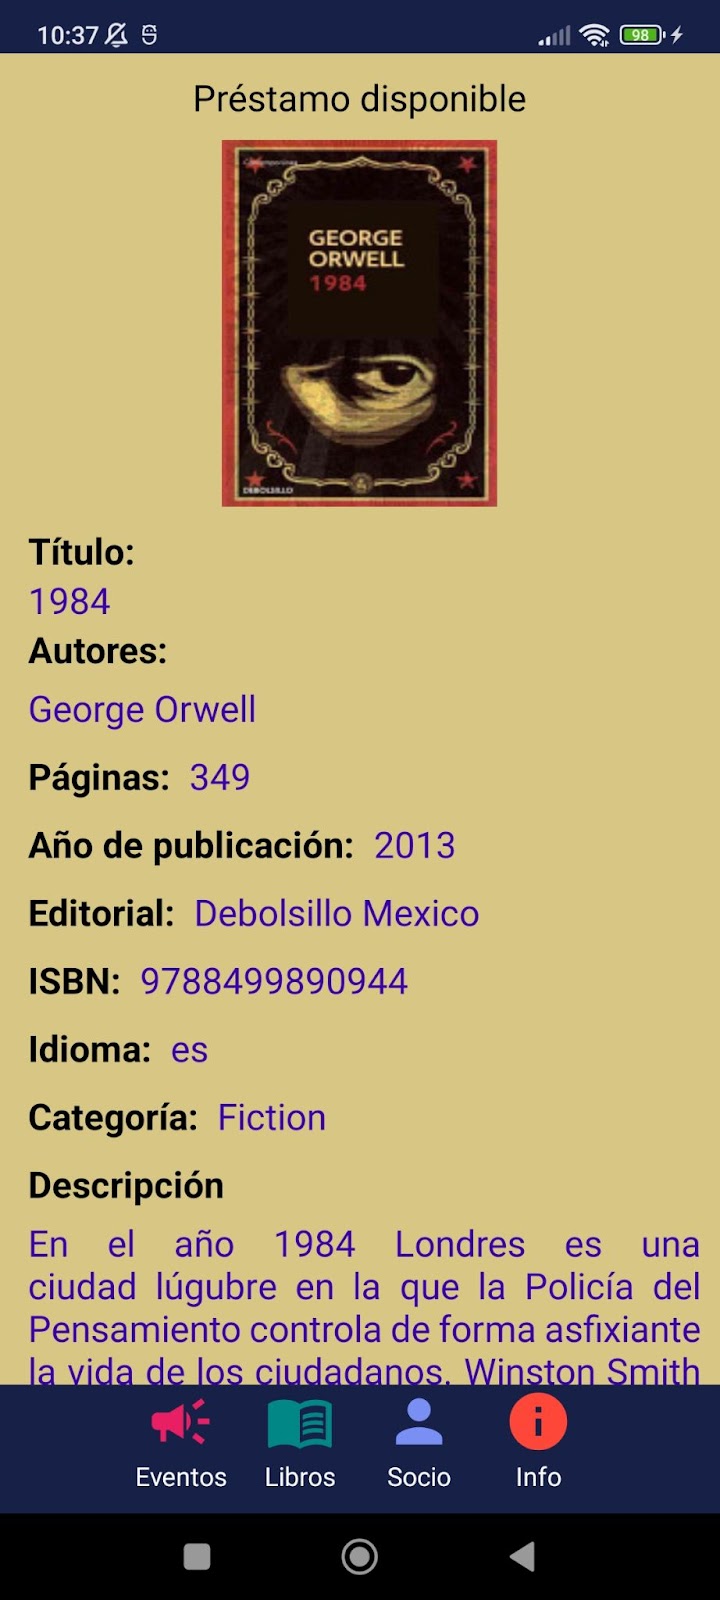 10:37
98
Préstamo disponible
GEORGE
ORWELL
1984
DEBOLSILLO
Título:
1984
Autores:
George Orwell
Páginas: 349
Año de publicación: 2013
Editorial: Debolsillo Mexico
ISBN: 9788499890944
Idioma: es
Categoría: Fiction
Descripción
En el año 1984 Londres es una
ciudad lúgubre en la que la Policía del
Pensamiento controla de forma asfixiante
la vida de los ciudadanos. Winston Smith
Eventos Libros Socio Info